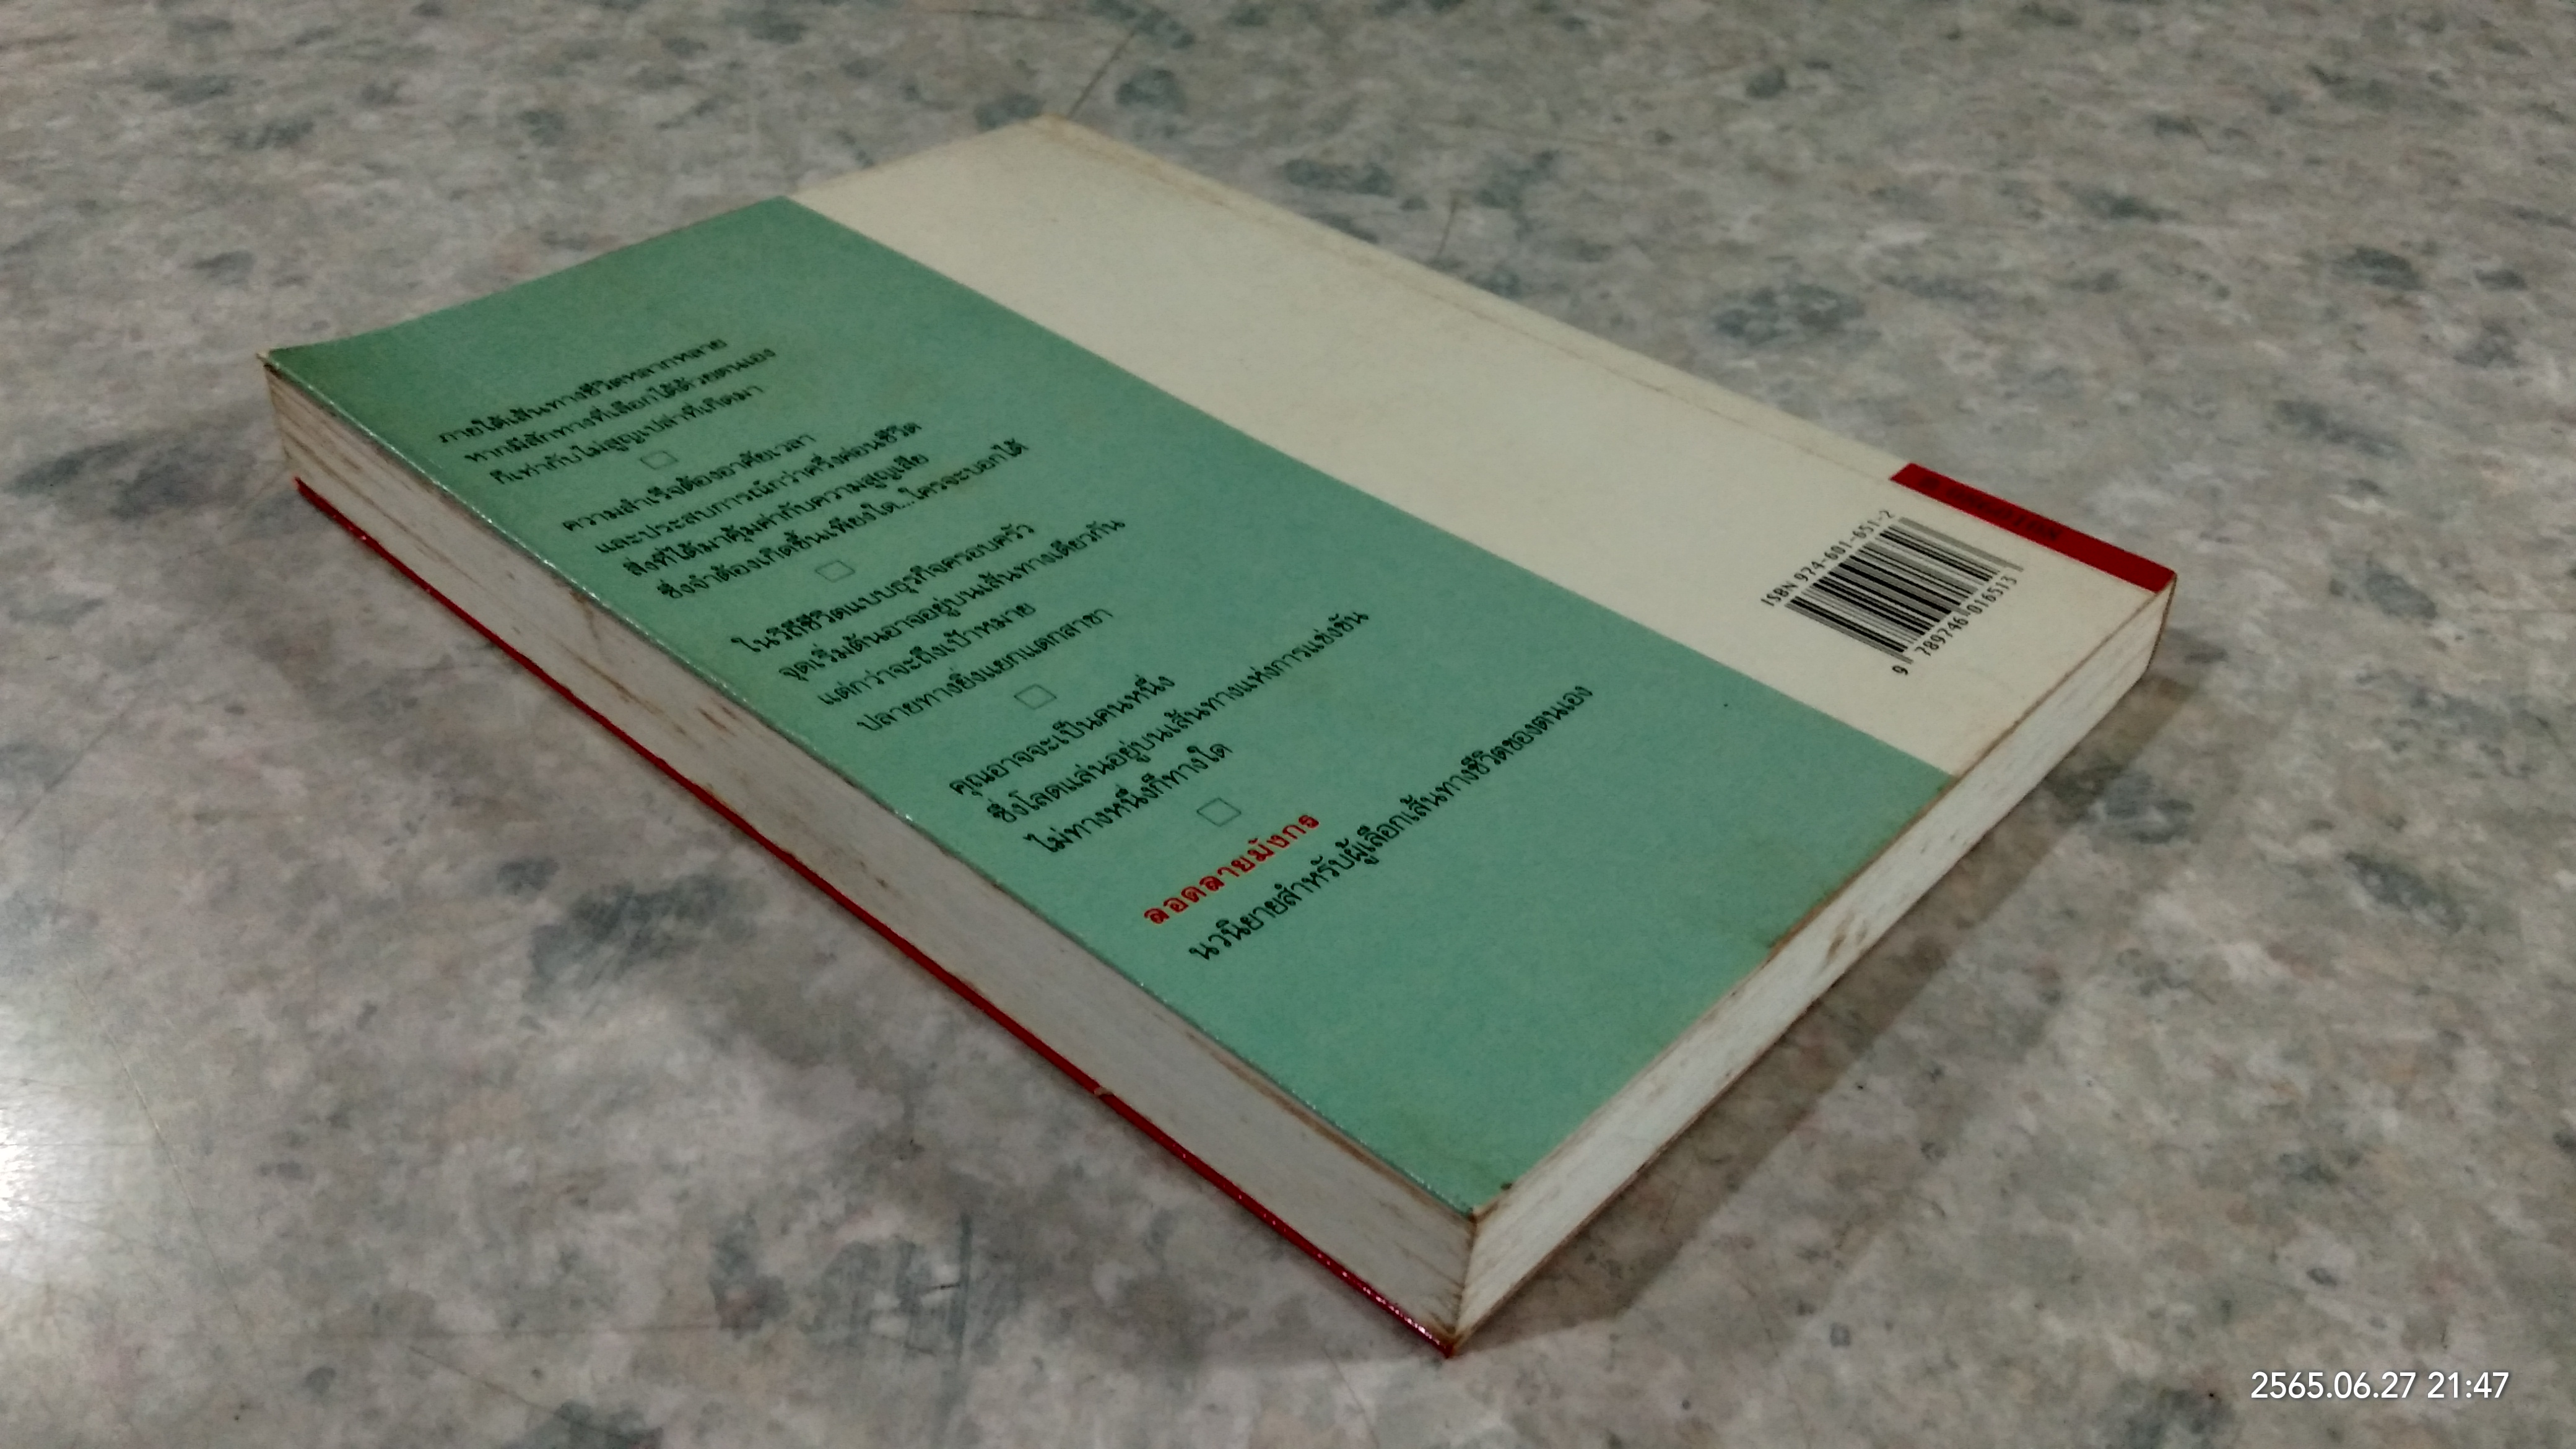 ภายใต้เส้นทางชีวิตหลากหลาย
หากมีสักทางที่เลือกได้ด้วยตนเอง
ก็เท่ากับไม่สูญเปล่าที่เกิดมา
ความสำเร็จต้องอาศัยเวลา
และประสบการณ์กว่าครึ่งค่อนชีวิต
สิ่งที่ได้มาคุ้มค่ากับความสูญเสีย
ซึ่งจำต้องเกิดขึ้นเพียงใด...ใครจะบอกได้
ในวิถีชีวิตแบบธุรกิจครอบครัว
จุดเริ่มต้นอาจอยู่บนเส้นทางเดียวกัน
แต่กว่าจะถึงเป้าหมาย
ปลายทางยิ่งแยกแตกสาขา
คุณอาจจะเป็นคนหนึ่ง
ซึ่งโลดแล่นอยู่บนเส้นทางแห่งการแข่งขัน
ไม่ทางหนึ่งก็ทางใด
ลอดลายมังกร
นวนิยายสำหรับผู้เลือกเส้นทางชีวิตของตนเอง
ISBN 974-601-651-2
9 789746 016513
2565.06.27 21:47